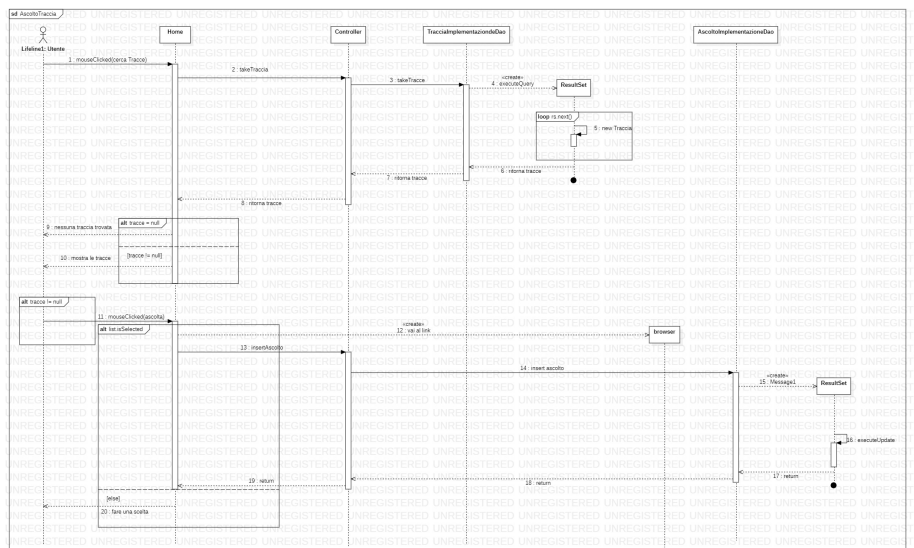 sd AscoltoTraccia
Lifeline1: Utente
Home
Controller
TracciaImplementaziondeDao
AscoltoImplementazioneDao
1 : mouseClicked(cerca Tracce)
2 : takeTraccia
3 : takeTracce
«create»
4 : executeQuery
ResultSet
loop rs.next()
5 : new Traccia
6 : ritorna tracce
7 : ritorna tracce
8 : ritorna tracce
alt tracce = null
9 : nessuna traccia trovata
[tracce != null]
10 : mostra le tracce
alt tracce != null
11 : mouseClicked(ascolta)
alt list.isSelected
«create»
12 : vai al link
browser
13 : insertAscolto
14 : insert ascolto
«create»
15 : Message1
ResultSet
16 : executeUpdate
17 : return
18 : return
19 : return
[else]
20 : fare una scelta
UNREGISTERED